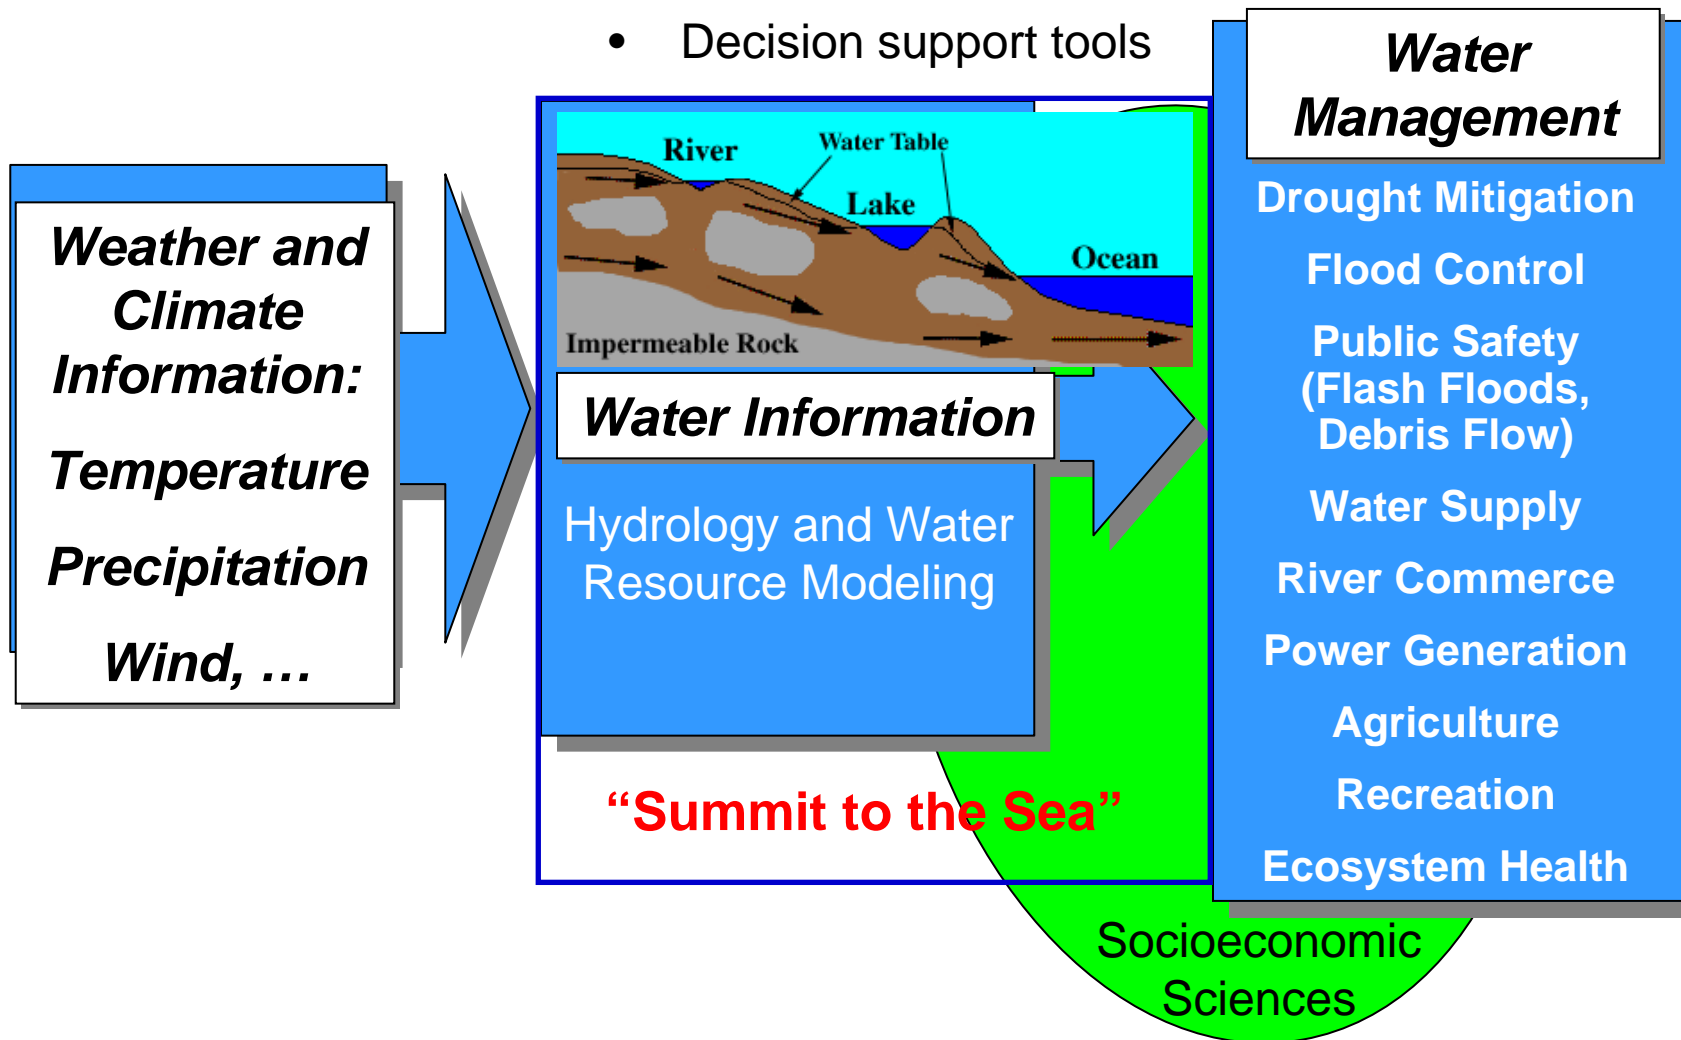 • Decision support tools
Weather and
Climate
Information:
Temperature
Precipitation
Wind, …
River
Water Table
Lake
Ocean
Impermeable Rock
Water Information
Hydrology and Water
Resource Modeling
“Summit to the Sea”
Water
Management
Drought Mitigation
Flood Control
Public Safety
(Flash Floods,
Debris Flow)
Water Supply
River Commerce
Power Generation
Agriculture
Recreation
Ecosystem Health
Socioeconomic
Sciences